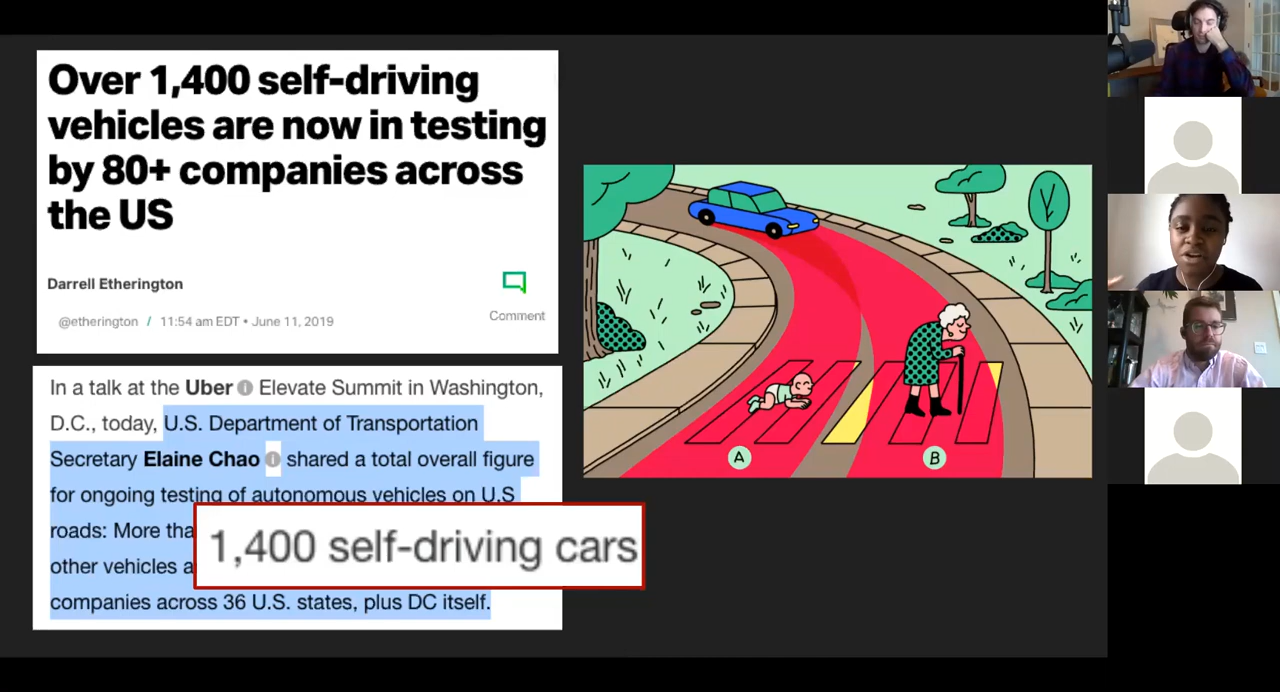 Over 1,400 self-driving
vehicles are now in testing
by 80+ companies across
the US
Darrell Etherington
@etherington / 11:54 am EDT • June 11, 2019
Comment
In a talk at the Uber Elevate Summit in Washington,
D.C., today, U.S. Department of Transportation
Secretary Elaine Chao shared a total overall figure
for ongoing testing of autonomous vehicles on U.S
roads: More
1,400 self-driving cars
other vehicles
companies across 36 U.S. states, plus DC itself.
A
B